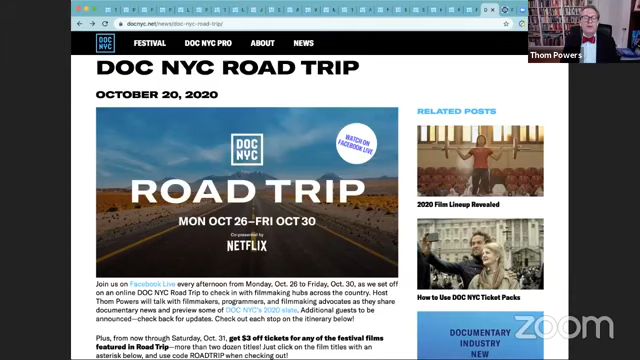 docnyc.net/news/doc-nyc-road-trip/
DOC NYC
FESTIVAL
DOC NYC PRO
ABOUT
NEWS
Thom Powers
DOC NYC ROAD TRIP
OCTOBER 20, 2020
DOC NYC
WATCH ON
FACEBOOK LIVE
ROAD TRIP
MON OCT 26–FRI OCT 30
Co-presented by
NETFLIX
Join us on Facebook Live every afternoon from Monday, Oct. 26 to Friday, Oct. 30, as we set off
on an online DOC NYC Road Trip to check in with filmmaking hubs across the country. Host
Thom Powers will talk with filmmakers, programmers, and filmmaking advocates as they share
documentary news and preview some of DOC NYC's 2020 slate. Additional guests to be
announced—check back for updates. Check out each stop on the itinerary below!
Plus, from now through Saturday, Oct. 31, get $3 off tickets for any of the festival films
featured in Road Trip—more than two dozen titles! Just click on the film titles with an
asterisk below, and use code ROADTRIP when checking out!
RELATED POSTS
2020 Film Lineup Revealed
How to Use DOC NYC Ticket Packs
DOCUMENTARY
INDUSTRY
NEW
zoom